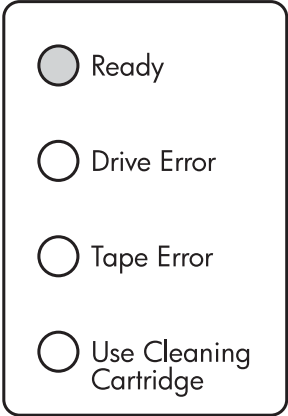 Ready
Drive Error
Tape Error
Use Cleaning
Cartridge